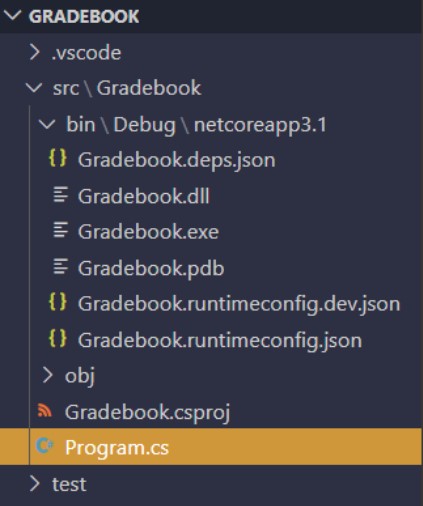 GRADEBOOK
.vscode
src \ Gradebook
bin \ Debug \ netcoreapp3.1
{} Gradebook.deps.json
Gradebook.dll
Gradebook.exe
Gradebook.pdb
{} Gradebook.runtimeconfig.dev.json
{} Gradebook.runtimeconfig.json
obj
Gradebook.csproj
C# Program.cs
test